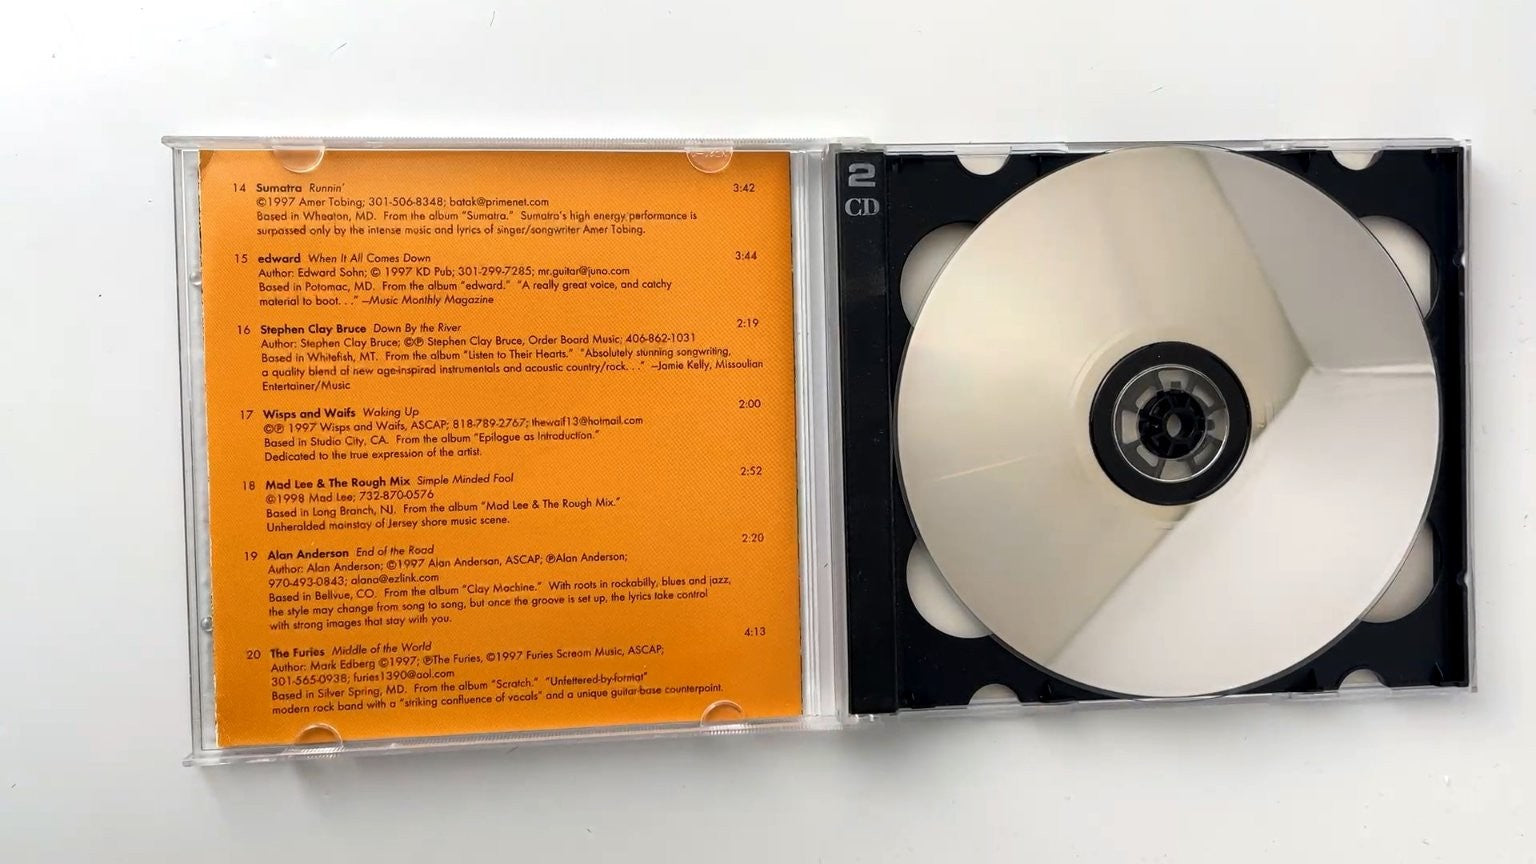 14 Sumatra Runnin' 3:42
©1997 Amer Tobing; 301-506-8348; batak@primenet.com
Based in Wheaton, MD. From the album "Sumatra." Sumatra's high energy performance is
surpassed only by the intense music and lyrics of singer/songwriter Amer Tobing.
15 edward When It All Comes Down 3:44
Author: Edward Sohn; © 1997 KD Pub; 301-299-7285; mr.guitar@juno.com
Based in Potomac, MD. From the album "edward." "A really great voice, and catchy
material to boot. . ." –Music Monthly Magazine
16 Stephen Clay Bruce Down By the River 2:19
Author: Stephen Clay Bruce; ©℗ Stephen Clay Bruce, Order Board Music; 406-862-1031
Based in Whitefish, MT. From the album "Listen to Their Hearts." "Absolutely stunning songwriting,
a quality blend of new age-inspired instrumentals and acoustic country/rock. . ." –Jamie Kelly, Missoulian
Entertainer/Music
17 Wisps and Waifs Waking Up 2:00
©℗ 1997 Wisps and Waifs, ASCAP; 818-789-2767; thewaif13@hotmail.com
Based in Studio City, CA. From the album "Epilogue as Introduction."
Dedicated to the true expression of the artist.
18 Mad Lee & The Rough Mix Simple Minded Fool 2:52
©1998 Mad Lee; 732-870-0576
Based in Long Branch, NJ. From the album "Mad Lee & The Rough Mix."
Unheralded mainstay of Jersey shore music scene.
19 Alan Anderson End of the Road 2:20
Author: Alan Anderson; ©1997 Alan Anderson, ASCAP; ℗Alan Anderson;
970-493-0843; alana@ezlink.com
Based in Bellvue, CO. From the album "Clay Machine." With roots in rockabilly, blues and jazz,
the style may change from song to song, but once the groove is set up, the lyrics take control
with strong images that stay with you.
20 The Furies Middle of the World 4:13
Author: Mark Edberg ©1997; ℗The Furies, ©1997 Furies Scream Music, ASCAP;
301-565-0938; furies1390@aol.com
Based in Silver Spring, MD. From the album "Scratch." "Unfettered-by-format"
modern rock band with a "striking confluence of vocals" and a unique guitar-base counterpoint.
2
CD